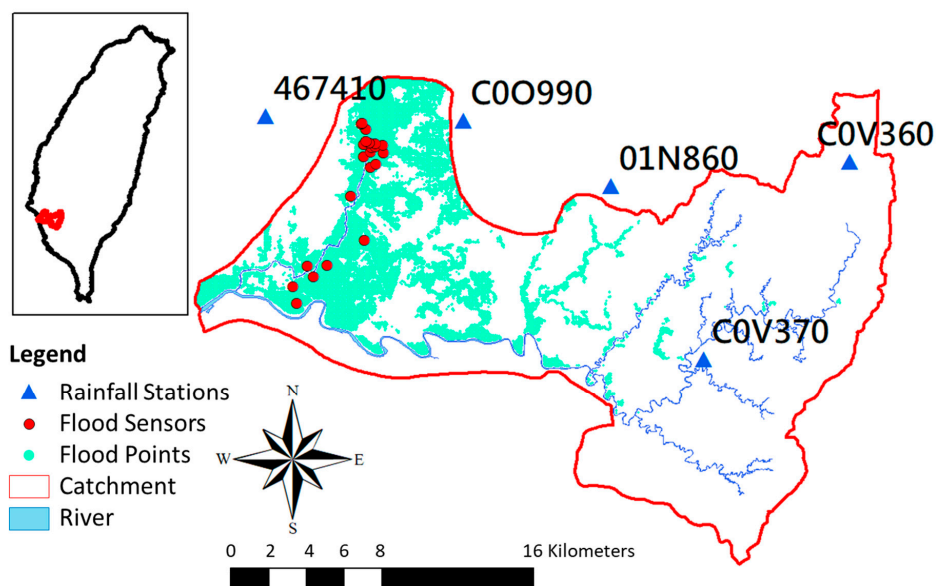 467410
C0O990
C0V360
01N860
C0V370
Legend
Rainfall Stations
Flood Sensors
Flood Points
Catchment
River
N
W
E
S
0 2 4 6 8 16 Kilometers